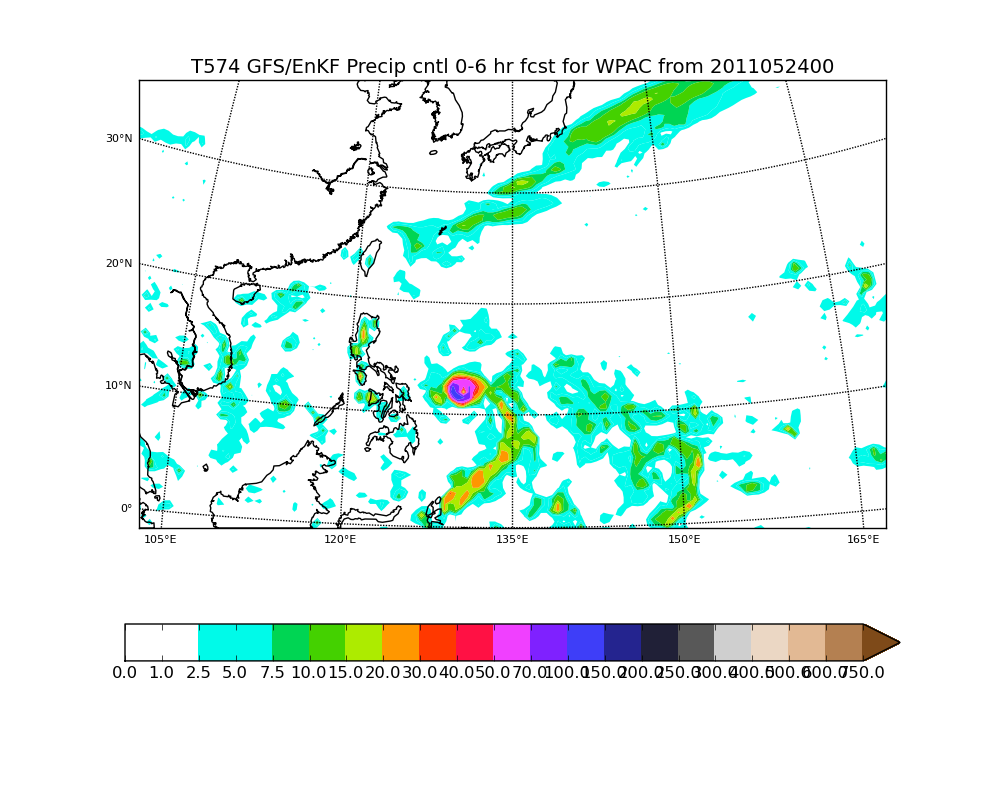 T574 GFS/EnKF Precip cntl 0-6 hr fcst for WPAC from 2011052400
30°N
20°N
10°N
0°
105°E 120°E 135°E 150°E 165°E
0.0 1.0 2.5 5.0 7.5 10.0 15.0 20.0 30.0 40.0 50.0 70.0 100.0 150.0 200.0 250.0 300.0 400.0 500.0 600.0 750.0